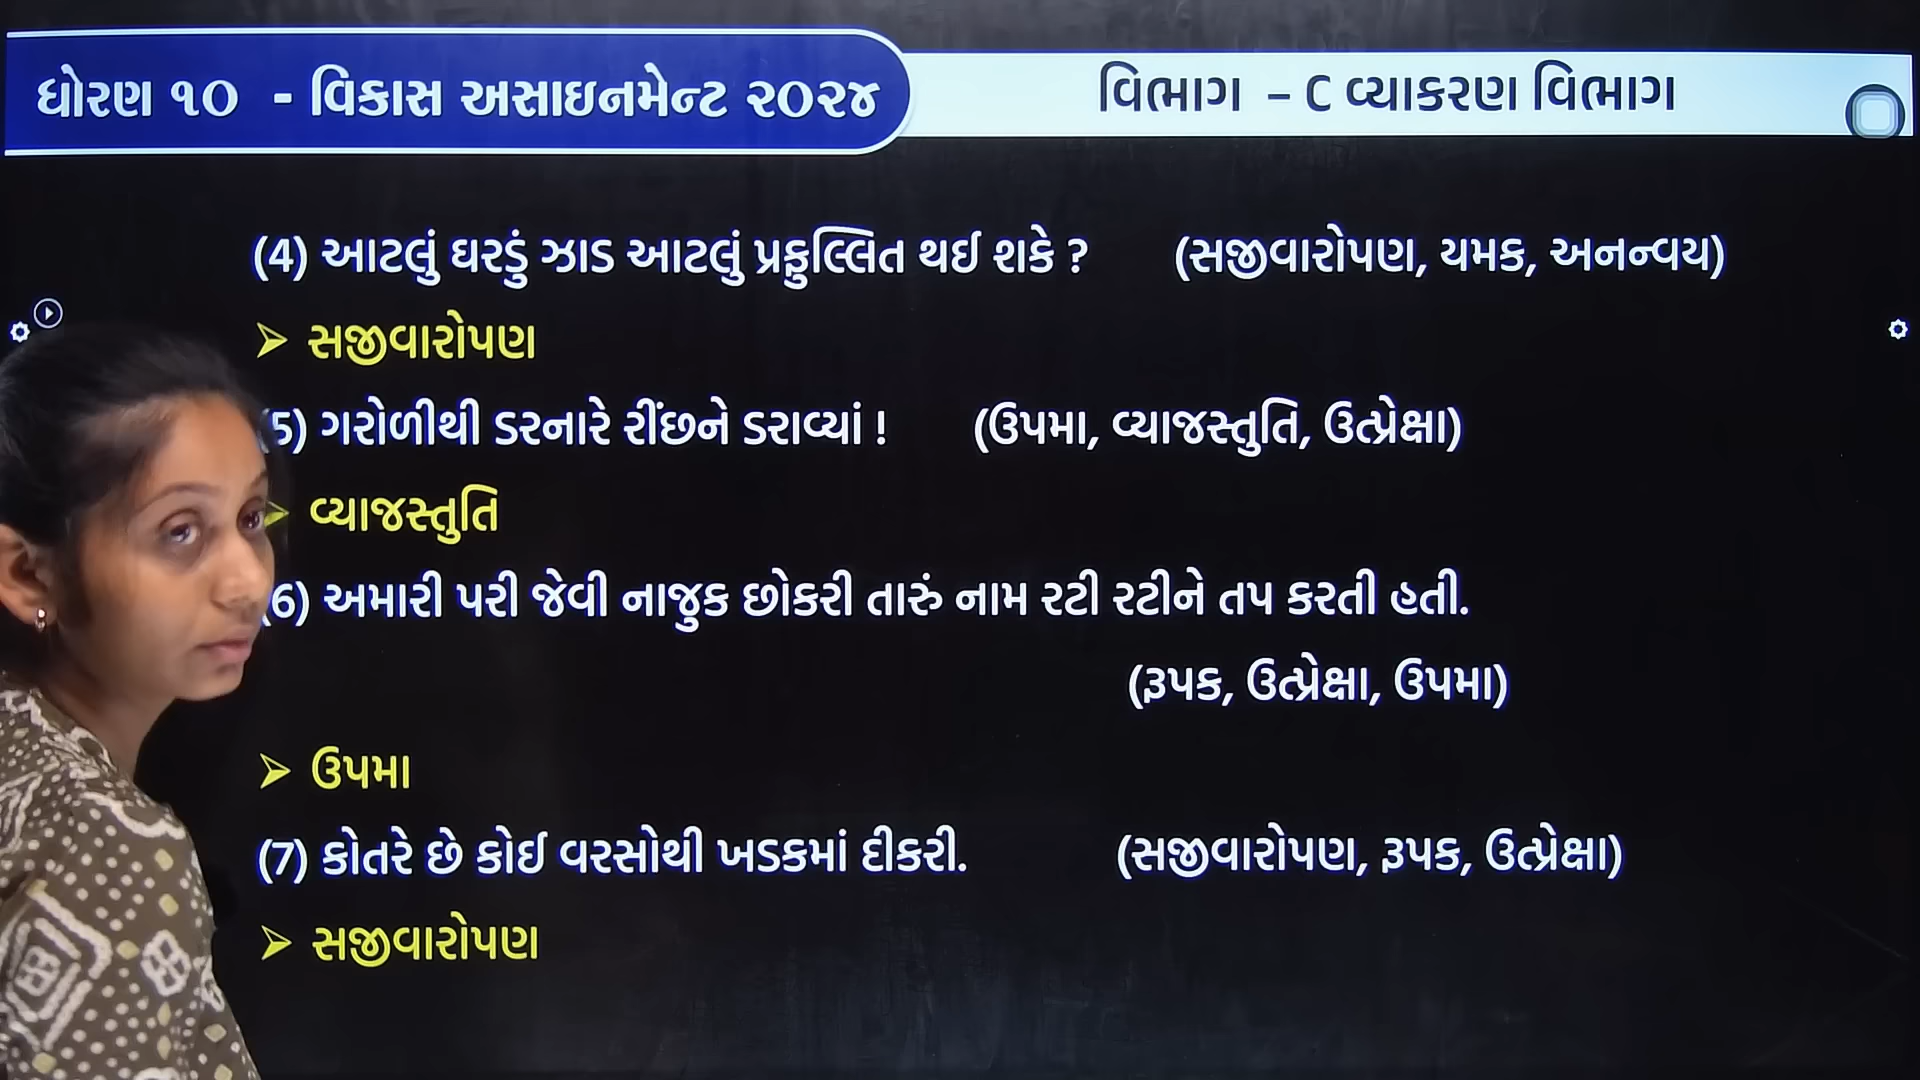 ધોરણ ૧૦ - વિકાસ અસાઇનમેન્ટ ૨૦૨૪
વિભાગ – C વ્યાકરણ વિભાગ
(4) આટલું ઘરડું ઝાડ આટલું પ્રફુલ્લિત થઈ શકે ? (સજીવારોપણ, યમક, અનન્વય)
➢ સજીવારોપણ
(5) ગરોળીથી ડરનારે રીંછને ડરાવ્યાં ! (ઉપમા, વ્યાજસ્તુતિ, ઉત્પ્રેક્ષા)
➢ વ્યાજસ્તુતિ
(6) અમારી પરી જેવી નાજુક છોકરી તારું નામ રટી રટીને તપ કરતી હતી.
(રૂપક, ઉત્પ્રેક્ષા, ઉપમા)
➢ ઉપમા
(7) કોતરે છે કોઈ વરસોથી ખડકમાં દીકરી. (સજીવારોપણ, રૂપક, ઉત્પ્રેક્ષા)
➢ સજીવારોપણ